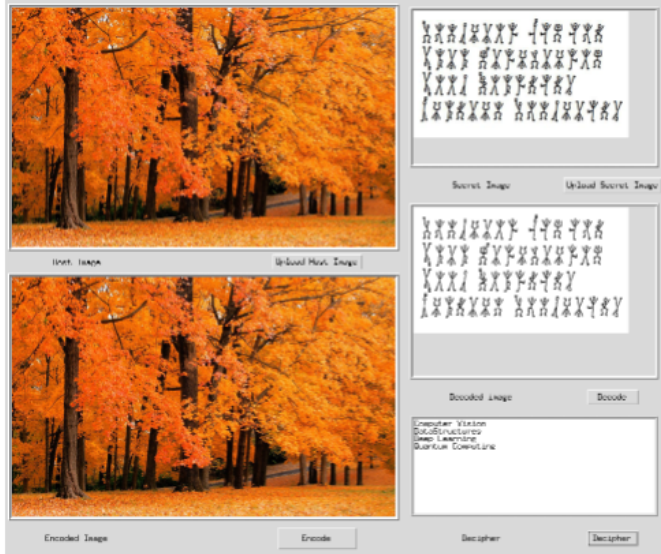 Secret Image
Upload Secret Image
Host Image
Upload Host Image
Decoded image
Decode
Computer Vision
DataStructures
Deep Learning
Quantum Computing
Encoded Image
Encode
Decipher
Decipher